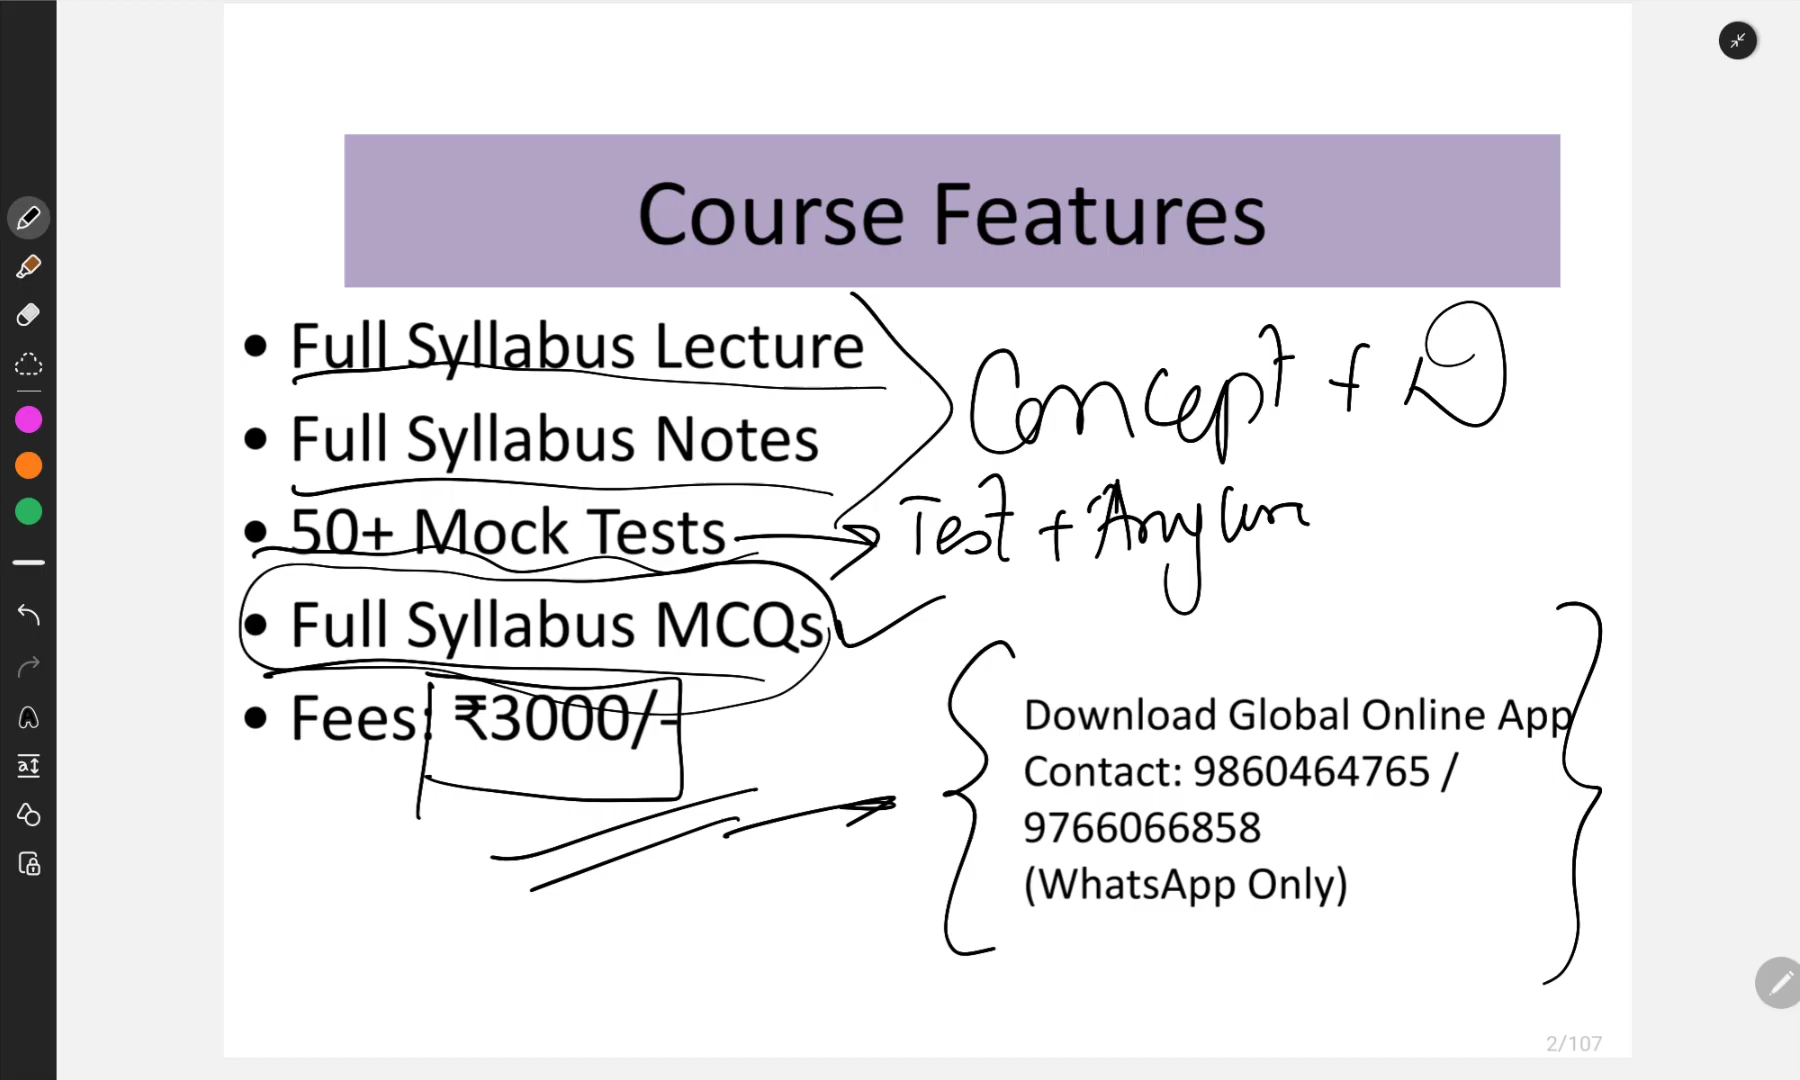 Course Features
• Full Syllabus Lecture
• Full Syllabus Notes
• 50+ Mock Tests
• Full Syllabus MCQs
• Fees: ₹3000/-
Concept + D
Test +
Download Global Online App
Contact: 9860464765 /
9766066858
(WhatsApp Only)
2/107